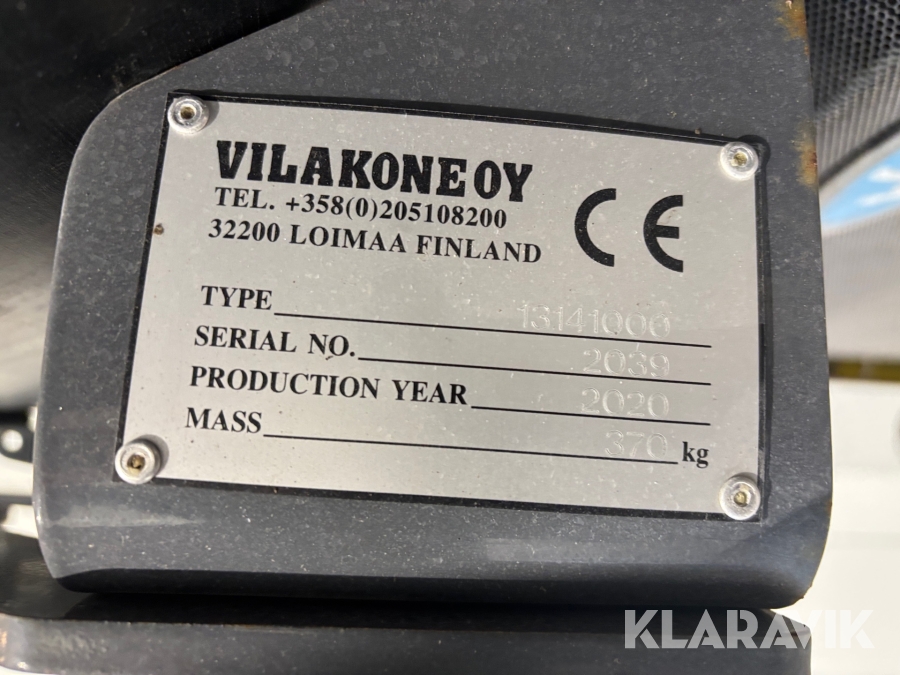 VILAKONE OY
TEL. +358(0)205108200
32200 LOIMAA FINLAND
CE
TYPE 13141000
SERIAL NO. 2039
PRODUCTION YEAR 2020
MASS 370 kg
KLARAVIK